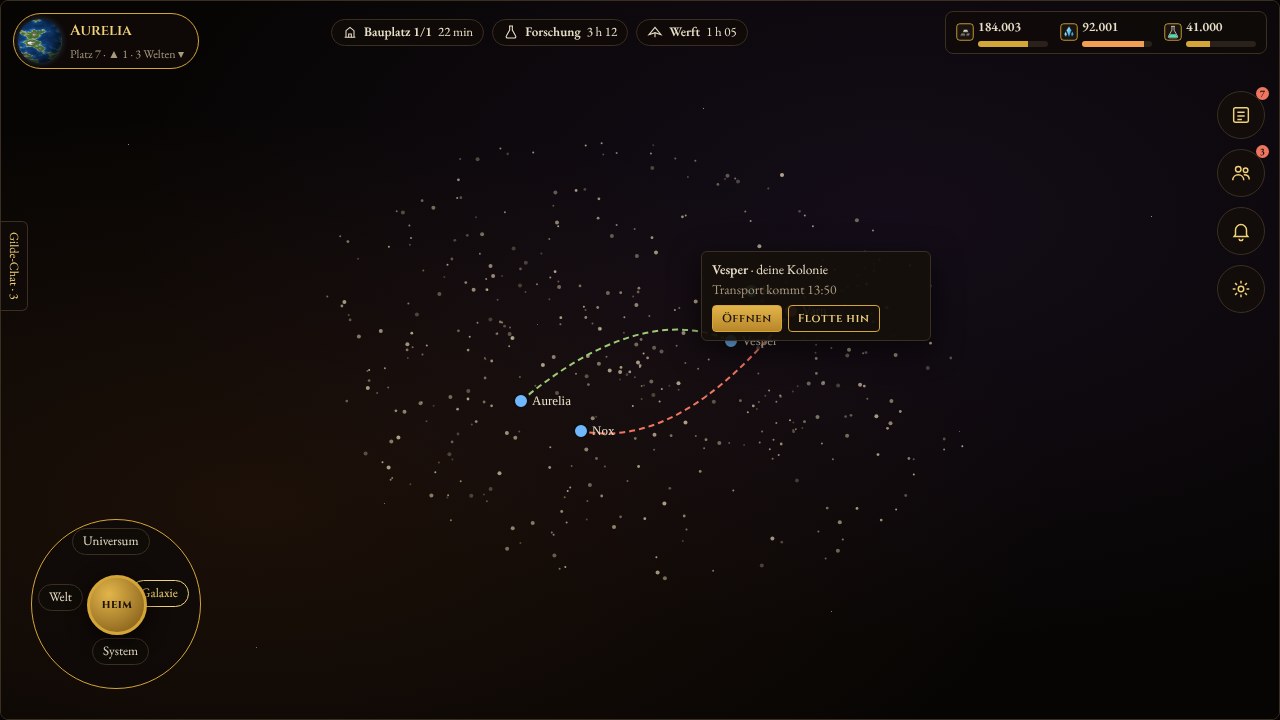 AURELIA
Platz 7 · ▲ 1 · 3 Welten ▾
Bauplatz 1/1 22 min
Forschung 3 h 12
Werft 1 h 05
184.003
92.001
41.000
7
3
Gilde-Chat · 3
Vesper · deine Kolonie
Transport kommt 13:50
ÖFFNEN
FLOTTE HIN
Vesper
Aurelia
Nox
Universum
Welt
HEIM
Galaxie
System